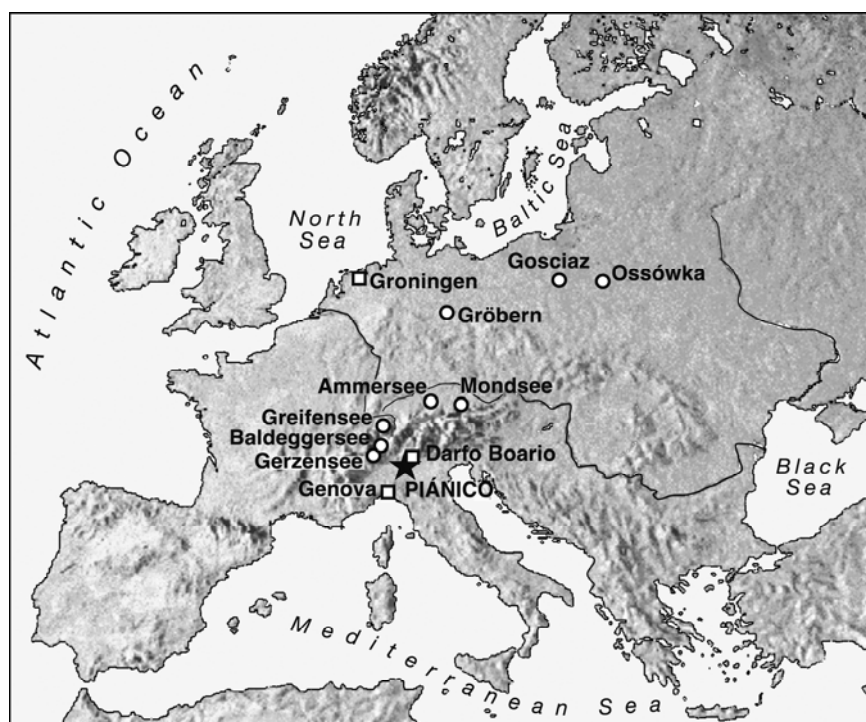 Atlantic Ocean
North
Sea
Baltic Sea
Gosciaz
Ossówka
Groningen
Gröbern
Ammersee
Mondsee
Greifensee
Baldeggersee
Gerzensee
Darfo Boario
Genova
PIÁNICO
Black
Sea
Mediterranean Sea